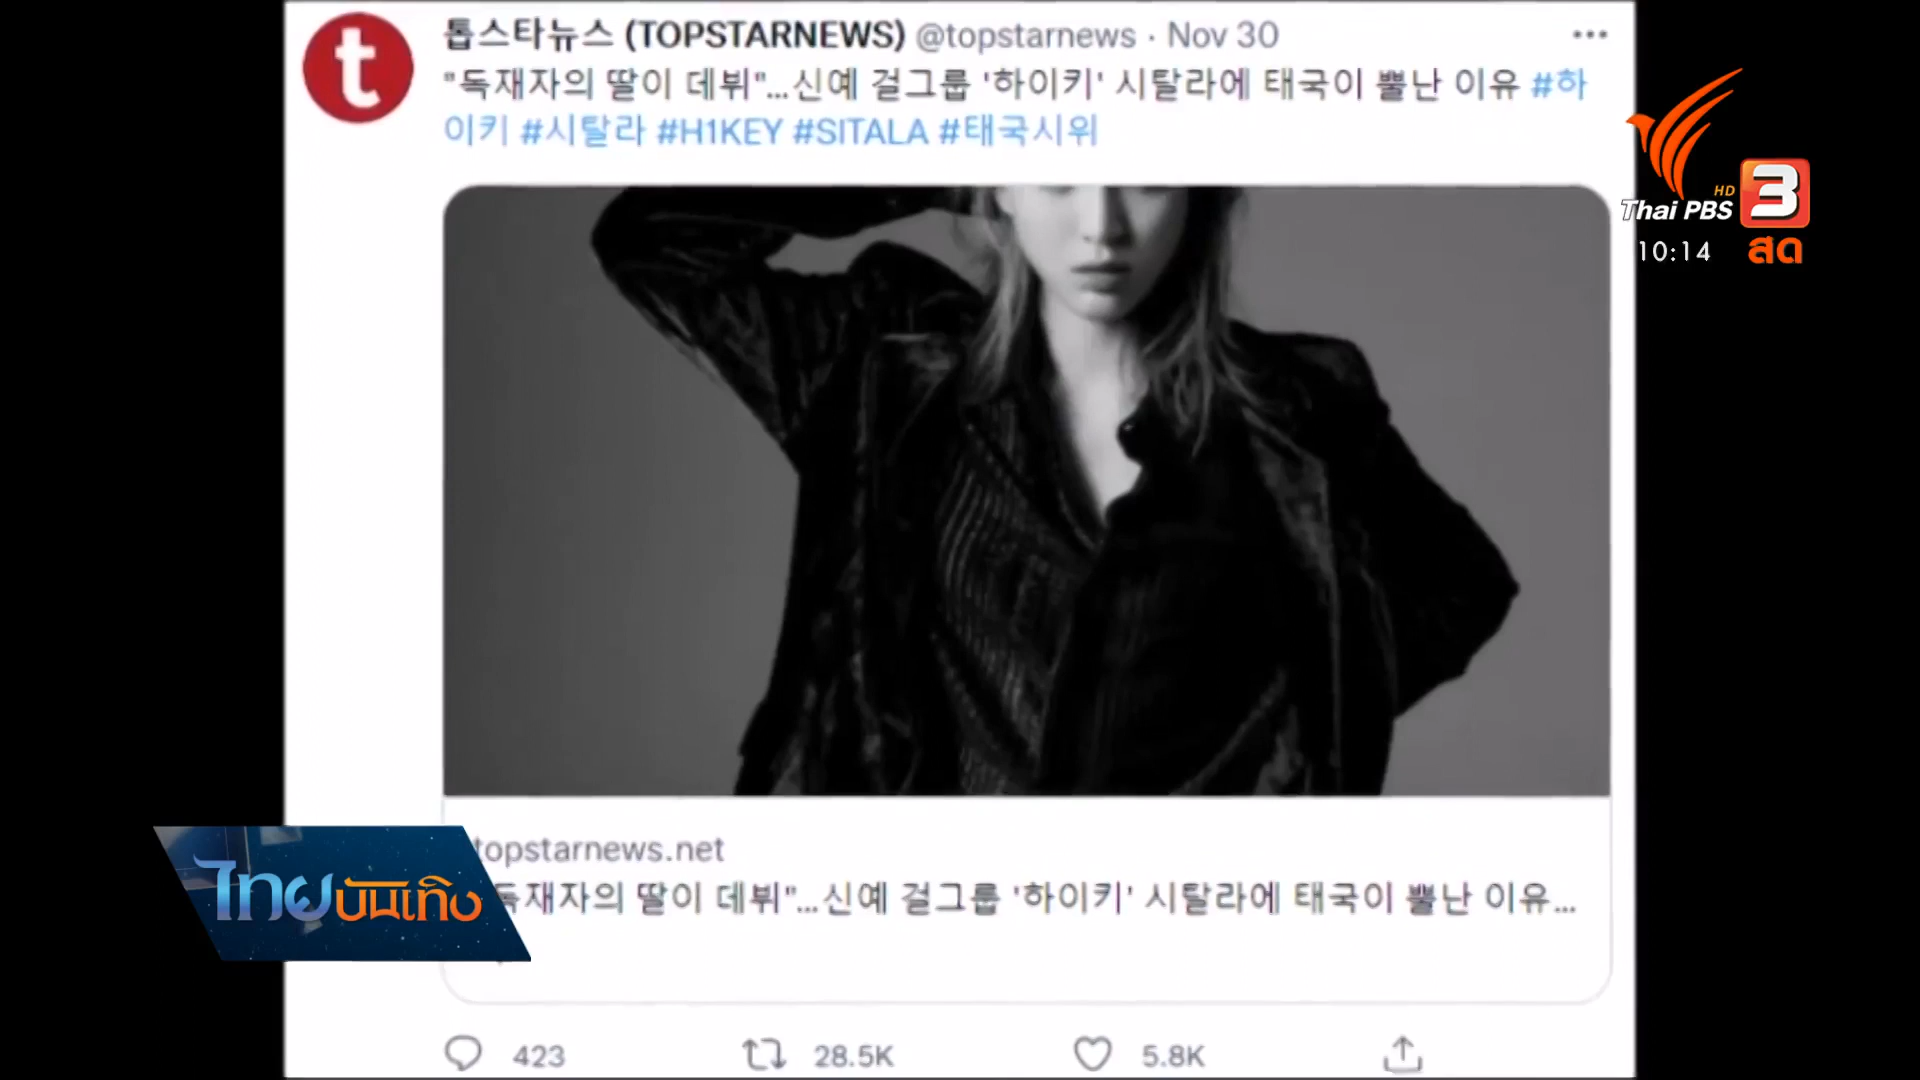 톱스타뉴스 (TOPSTARNEWS) @topstarnews · Nov 30
"독재자의 딸이 데뷔"...신예 걸그룹 '하이키' 시탈라에 태국이 뿔난 이유 #하
이키 #시탈라 #H1KEY #SITALA #태국시위
HD
Thai PBS 3
10:14 สด
topstarnews.net
독재자의 딸이 데뷔"...신예 걸그룹 '하이키' 시탈라에 태국이 뿔난 이유...
ไทยบันเทิง
423 28.5K 5.8K